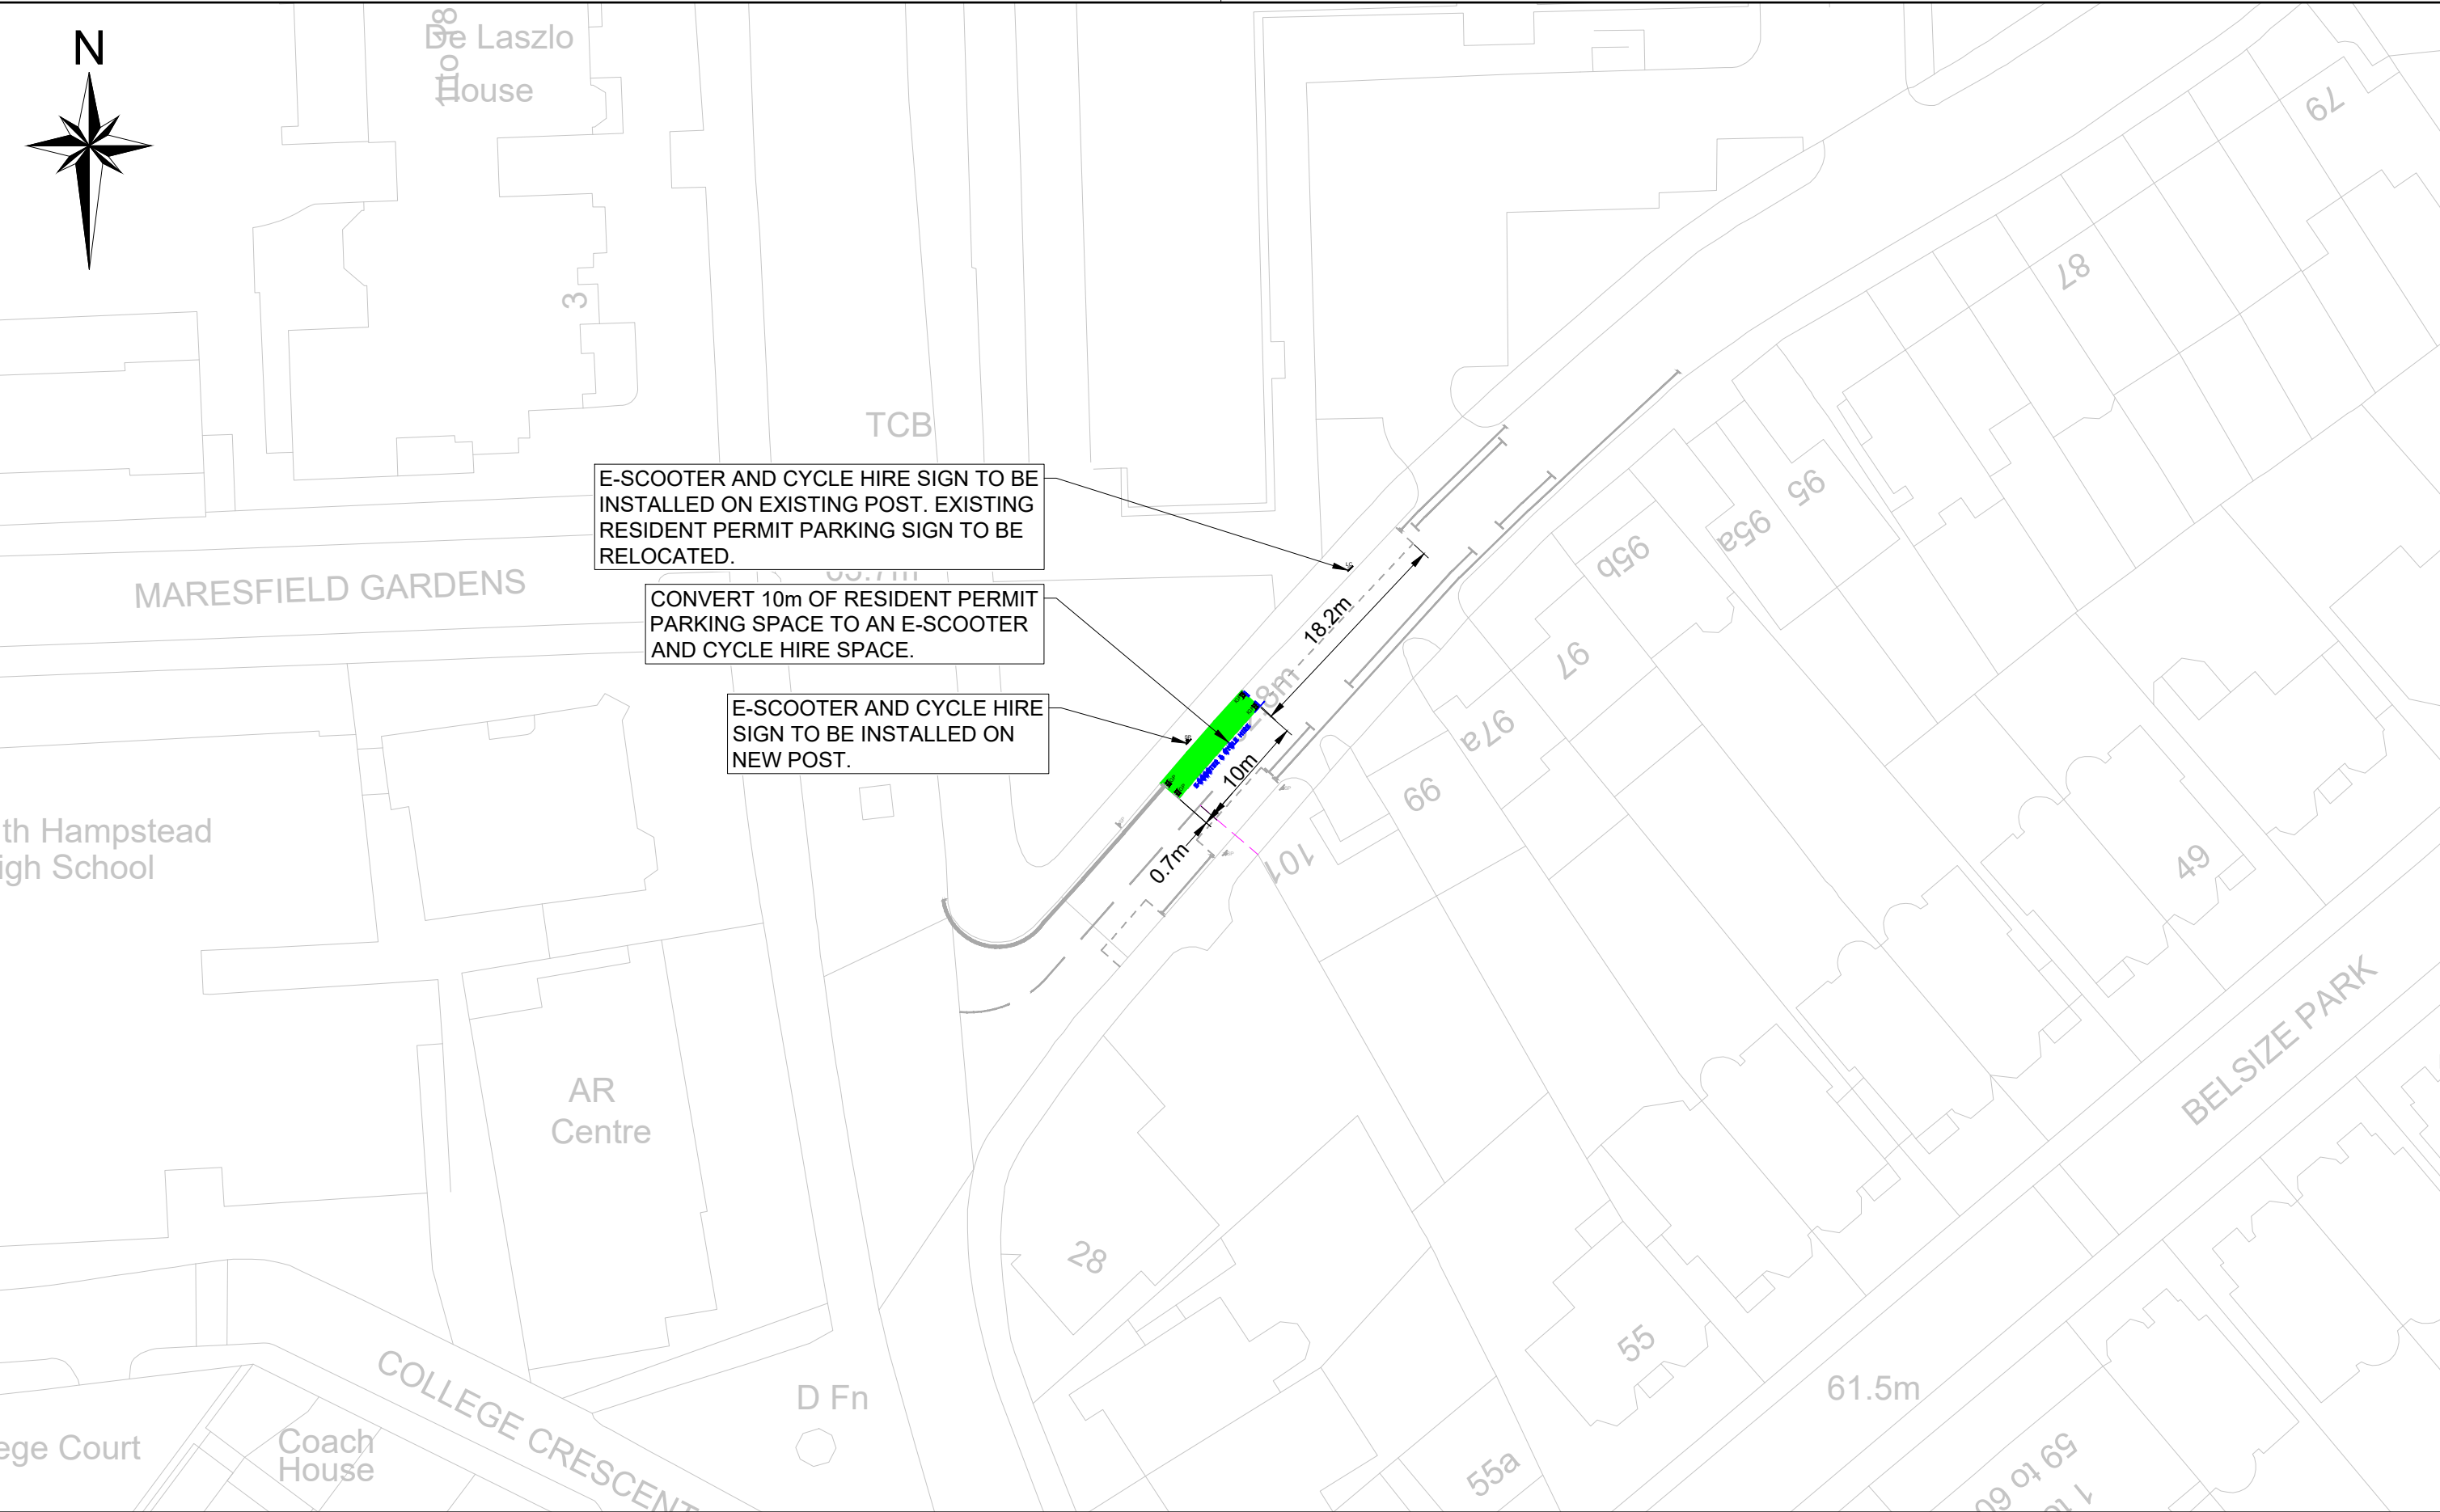 N
De Laszlo
House
3
TCB
79
87
95
95a
95b
97
97a
99
101
E-SCOOTER AND CYCLE HIRE SIGN TO BE
INSTALLED ON EXISTING POST. EXISTING
RESIDENT PERMIT PARKING SIGN TO BE
RELOCATED.
MARESFIELD GARDENS
CONVERT 10m OF RESIDENT PERMIT
PARKING SPACE TO AN E-SCOOTER
AND CYCLE HIRE SPACE.
E-SCOOTER AND CYCLE HIRE
SIGN TO BE INSTALLED ON
NEW POST.
18.2m
10m
0.7m
th Hampstead
igh School
49
BELSIZE PARK
AR
Centre
28
55
61.5m
COLLEGE CRESCENT
D Fn
ege Court
Coach
House
55a
59 to 60